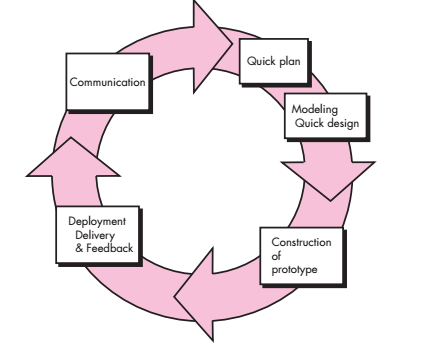 Communication
Quick plan
Modeling
Quick design
Construction
of
prototype
Deployment
Delivery
& Feedback